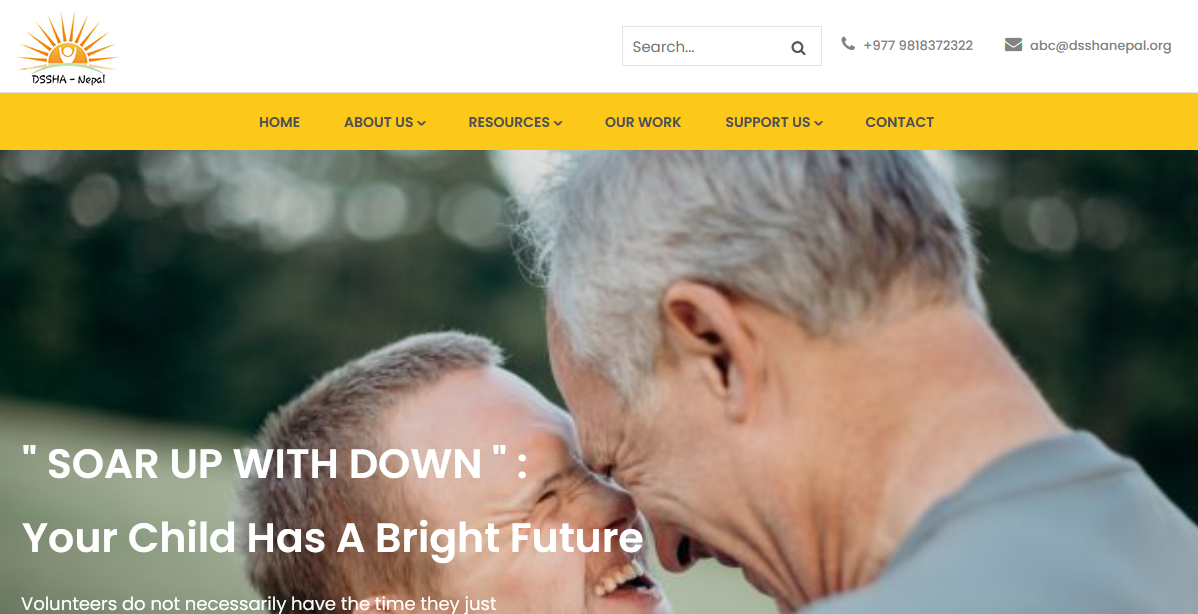 DSSHA - Nepal
Search...
+977 9818372322
abc@dsshanepal.org
HOME
ABOUT US
RESOURCES
OUR WORK
SUPPORT US
CONTACT
" SOAR UP WITH DOWN " :
Your Child Has A Bright Future
Volunteers do not necessarily have the time they just